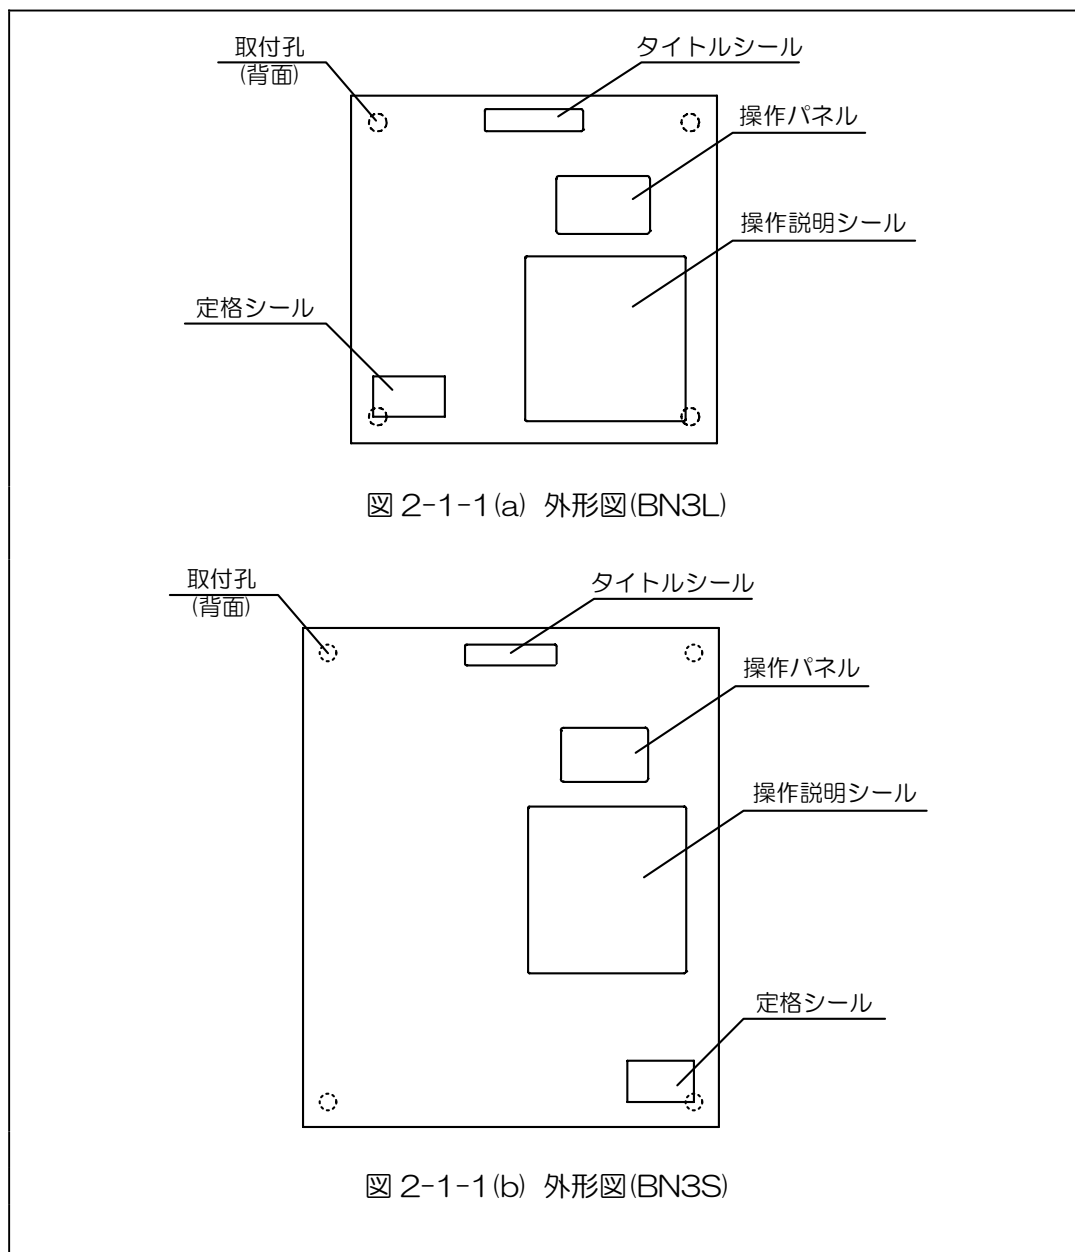 取付孔
(背面)
タイトルシール
操作パネル
操作説明シール
定格シール
図 2-1-1(a) 外形図(BN3L)
取付孔
(背面)
タイトルシール
操作パネル
操作説明シール
定格シール
図 2-1-1(b) 外形図(BN3S)